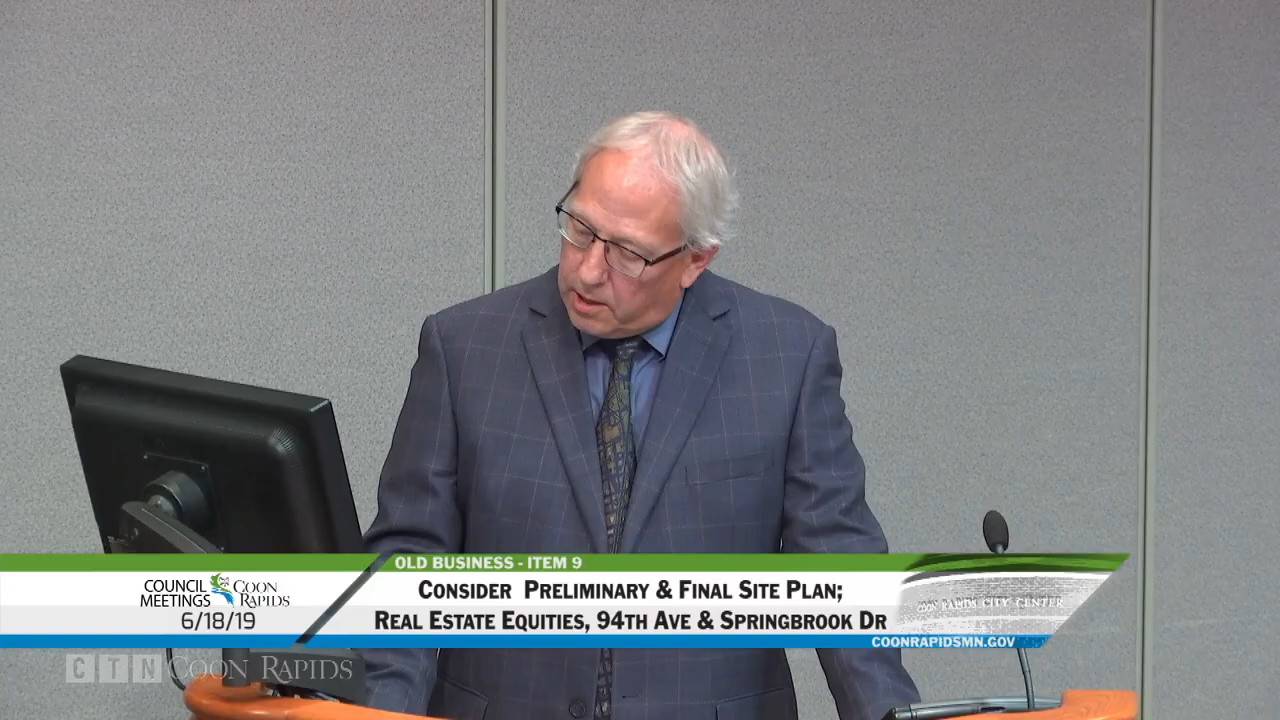 OLD BUSINESS - ITEM 9
CONSIDER PRELIMINARY & FINAL SITE PLAN;
REAL ESTATE EQUITIES, 94TH AVE & SPRINGBROOK DR
COUNCIL MEETINGS
COON RAPIDS
6/18/19
COON RAPIDS CITY CENTER
COONRAPIDSMN.GOV
CTN COON RAPIDS